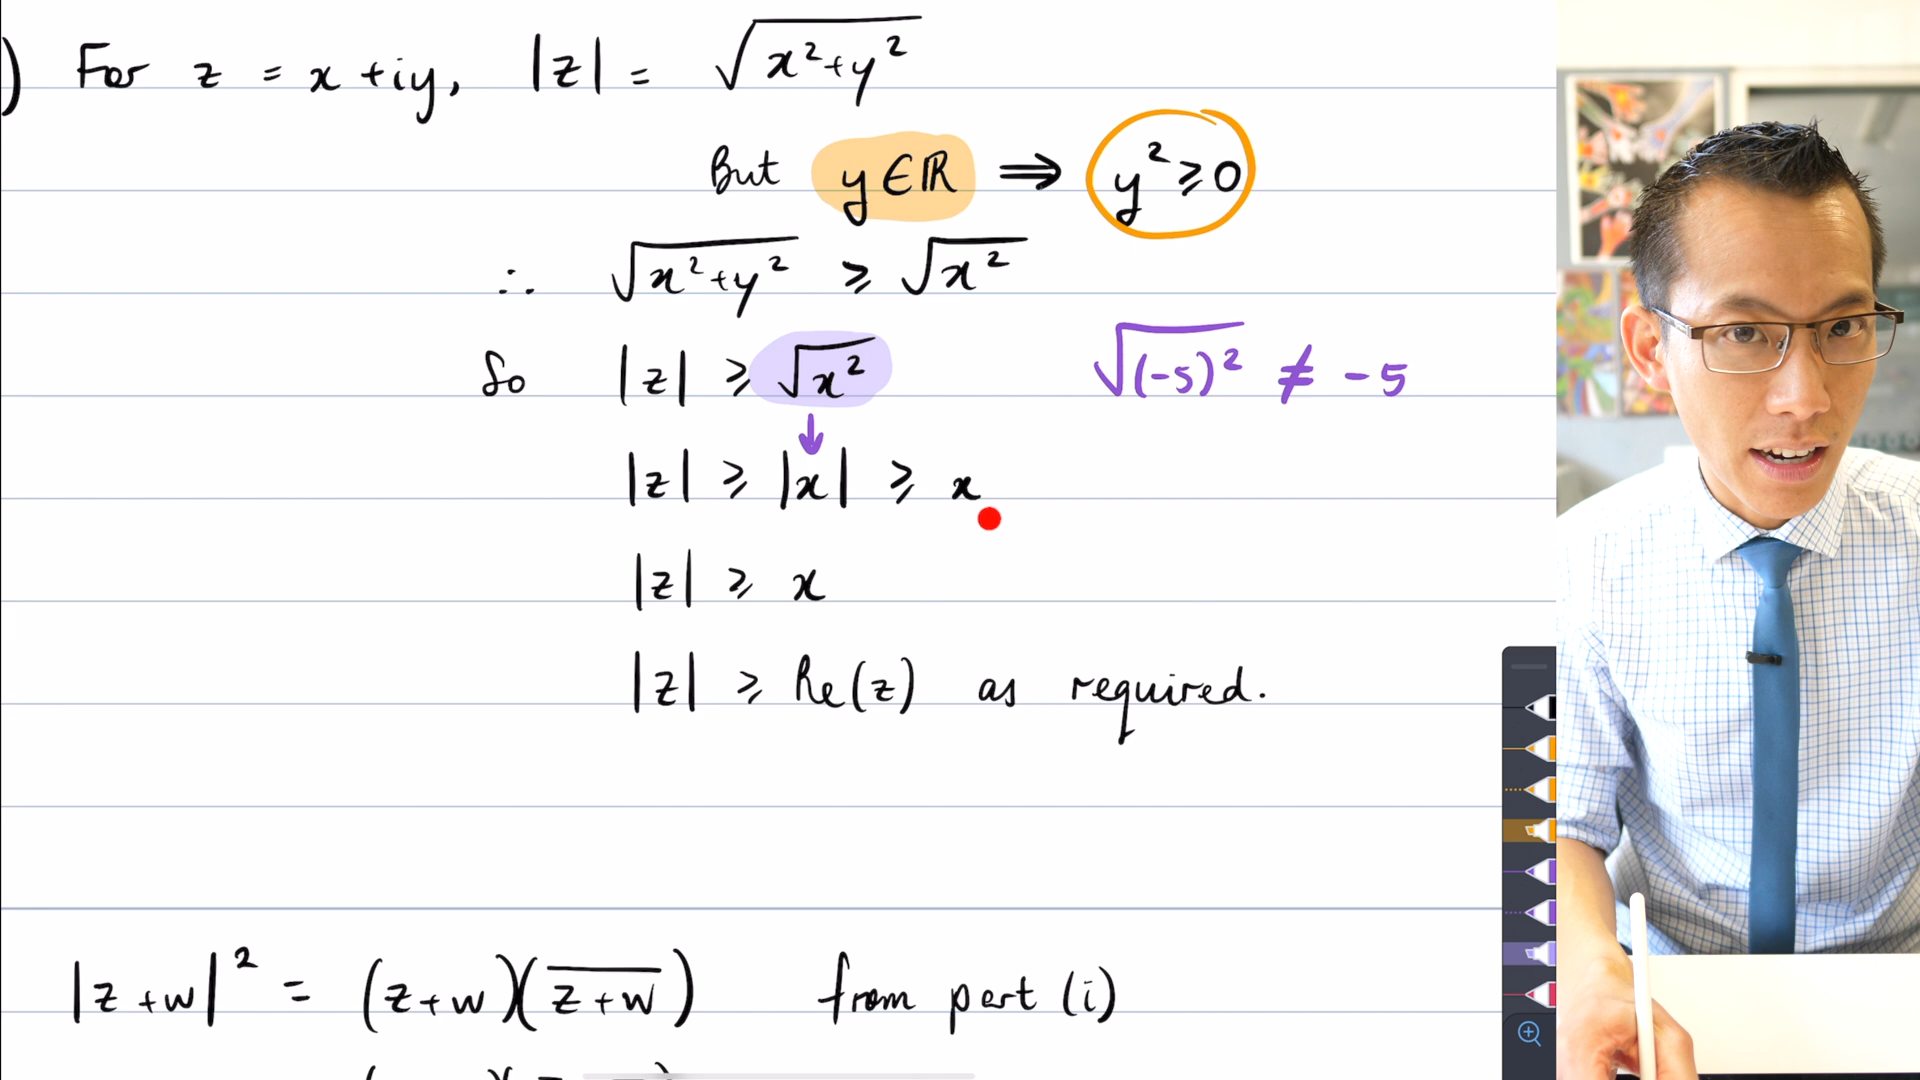 ) For z = x + iy, |z| = √(x² + y²)
But y ∈ ℝ ⟹ y² ⩾ 0
∴ √(x² + y²) ⩾ √(x²)
So |z| ⩾ √(x²) √((-5)²) ≠ -5
↓
|z| ⩾ |x| ⩾ x
|z| ⩾ x
|z| ⩾ Re(z) as required.
|z + w|² = (z + w)(z̅ ̅+̅ ̅w̅) from part (i)